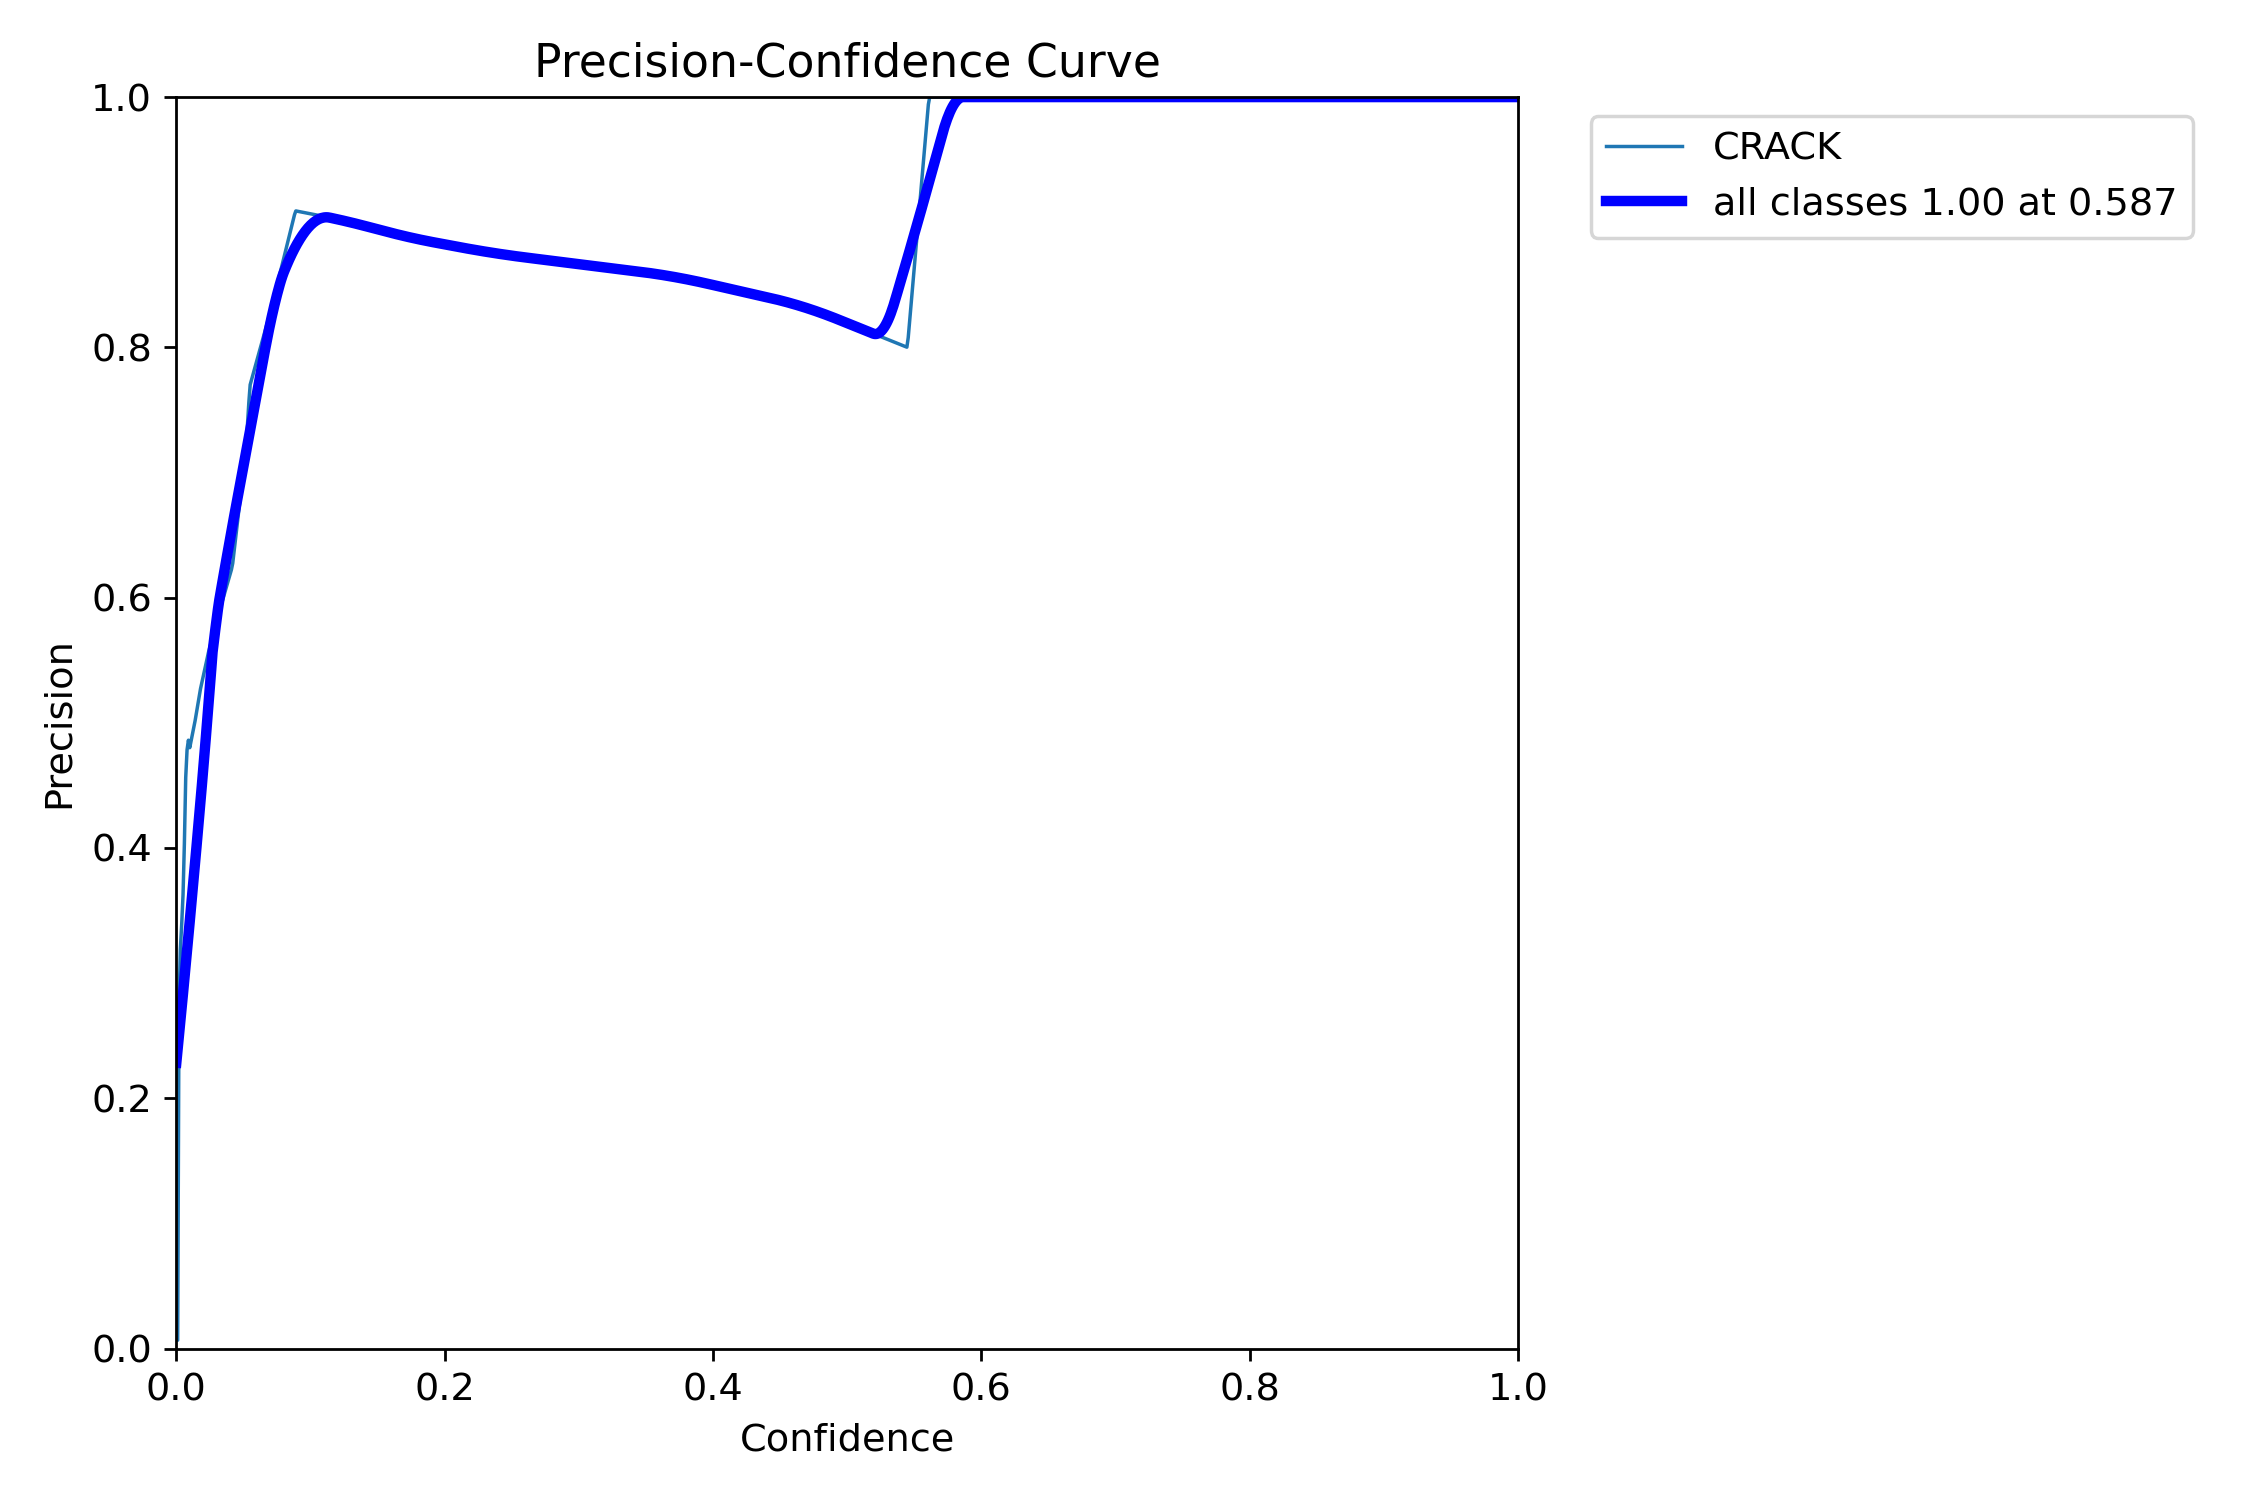 Precision-Confidence Curve
CRACK
all classes 1.00 at 0.587
Precision
1.0
0.8
0.6
0.4
0.2
0.0
0.0 0.2 0.4 0.6 0.8 1.0
Confidence